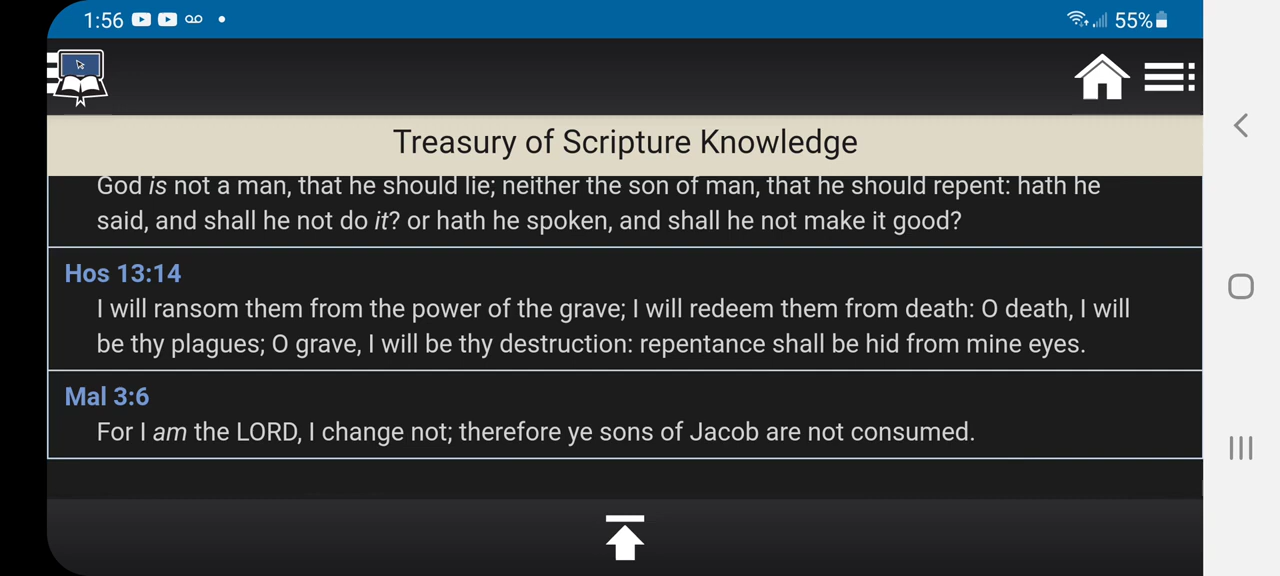 1:56
55%
Treasury of Scripture Knowledge
God is not a man, that he should lie; neither the son of man, that he should repent: hath he
said, and shall he not do it? or hath he spoken, and shall he not make it good?
Hos 13:14
I will ransom them from the power of the grave; I will redeem them from death: O death, I will
be thy plagues; O grave, I will be thy destruction: repentance shall be hid from mine eyes.
Mal 3:6
For I am the LORD, I change not; therefore ye sons of Jacob are not consumed.